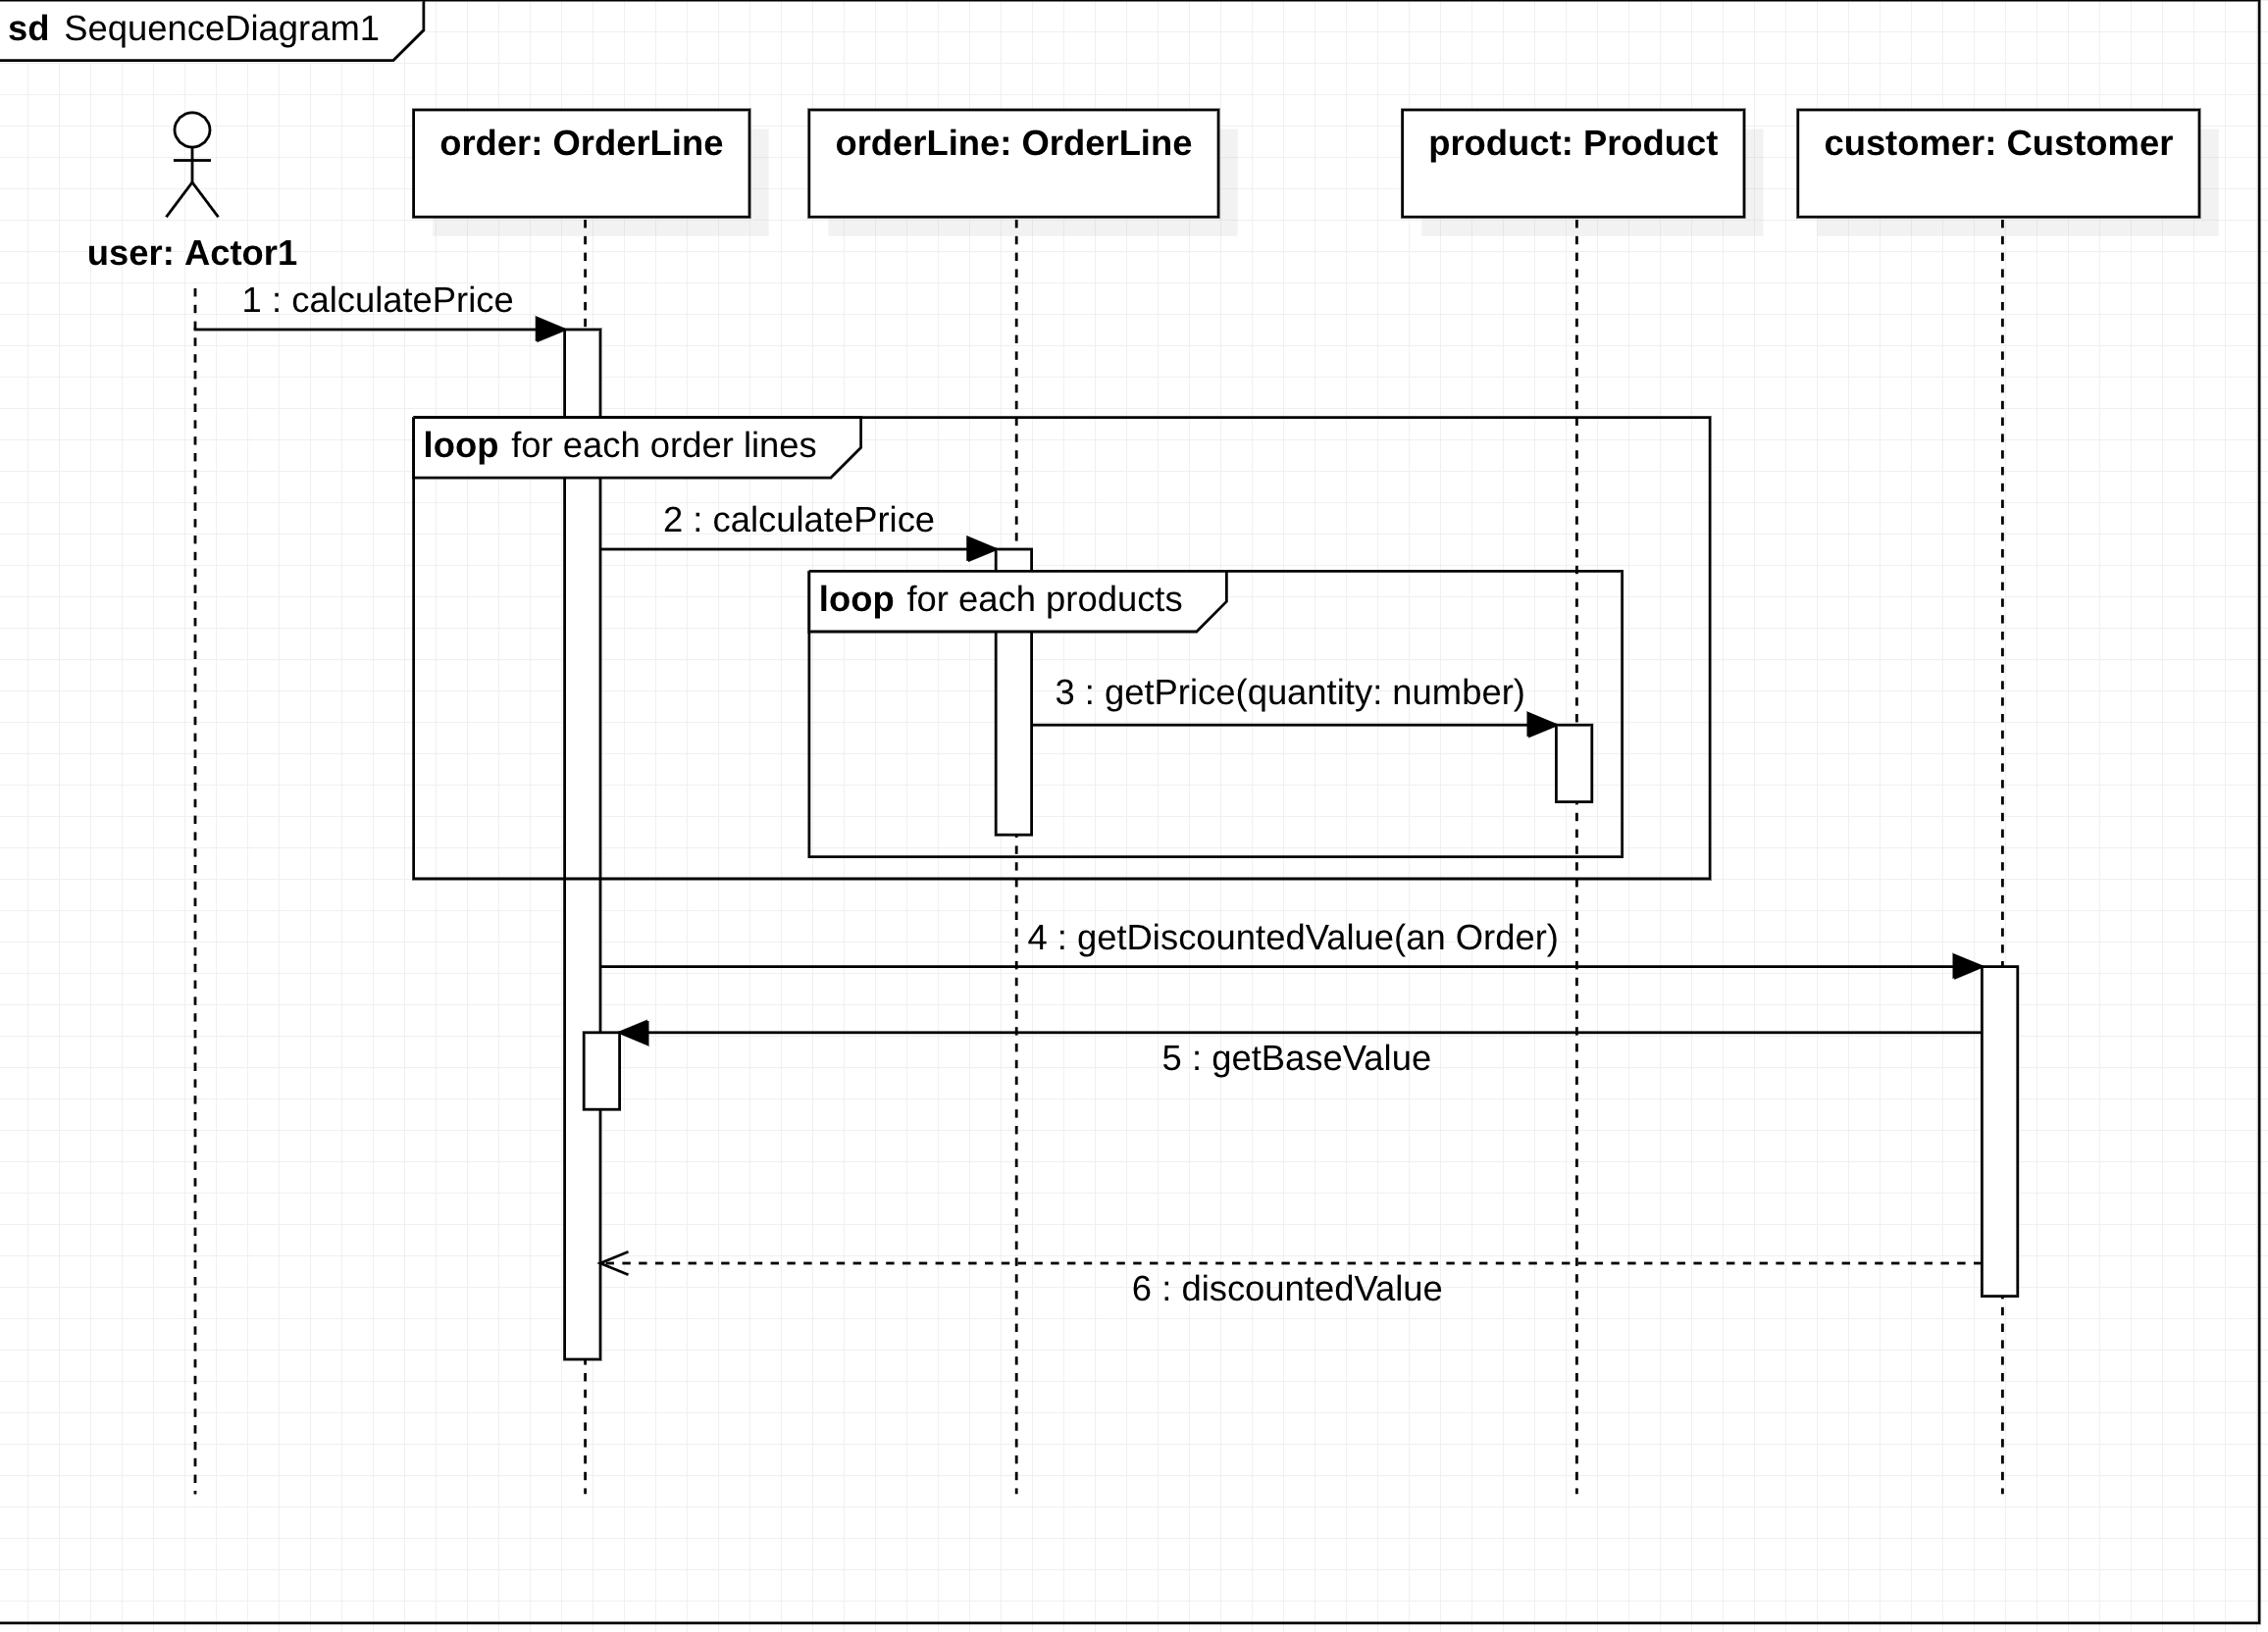 sd SequenceDiagram1
order: OrderLine
orderLine: OrderLine
product: Product
customer: Customer
user: Actor1
1 : calculatePrice
loop for each order lines
2 : calculatePrice
loop for each products
3 : getPrice(quantity: number)
4 : getDiscountedValue(an Order)
5 : getBaseValue
6 : discountedValue